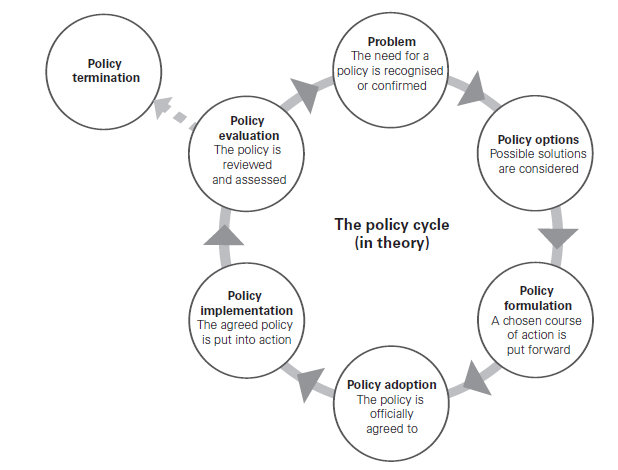 Policy
termination
Problem
The need for a
policy is recognised
or confirmed
Policy options
Possible solutions
are considered
Policy
formulation
A chosen course
of action is
put forward
Policy adoption
The policy is
officially
agreed to
Policy
implementation
The agreed policy
is put into action
Policy
evaluation
The policy is
reviewed
and assessed
The policy cycle
(in theory)